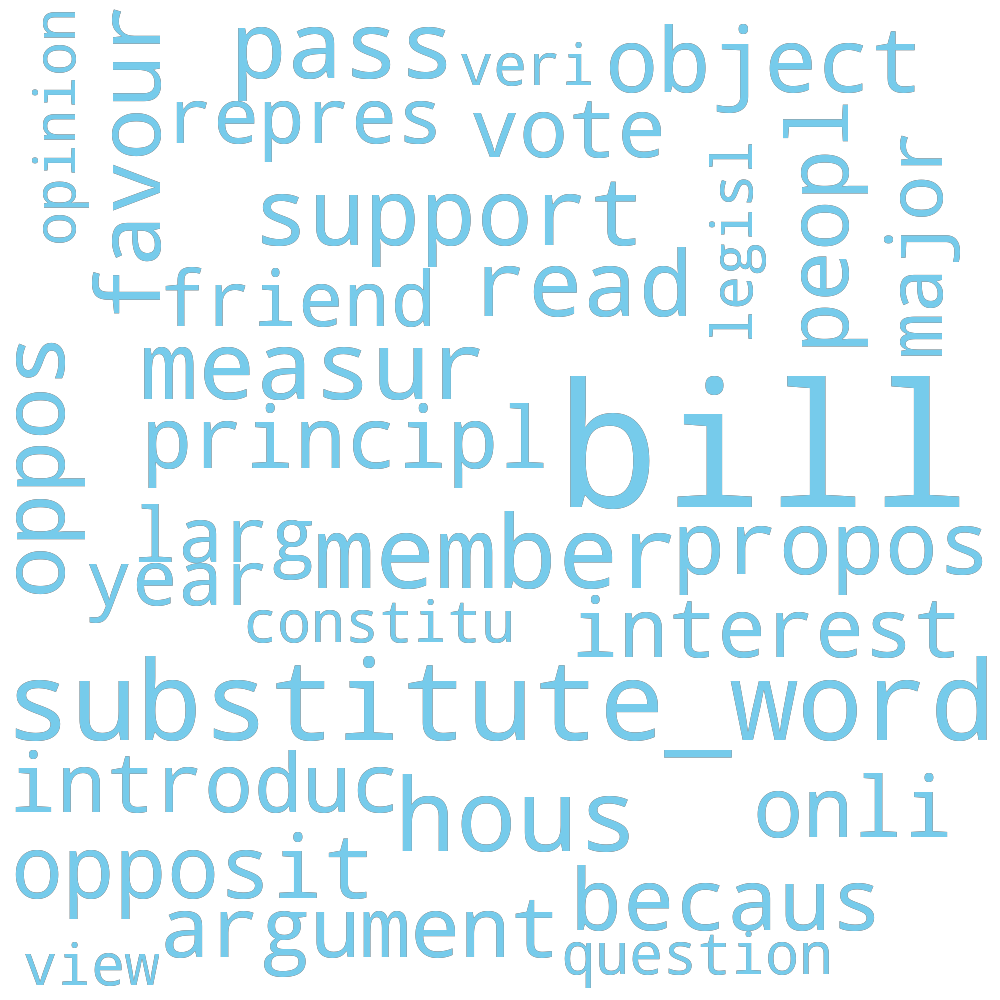 opinion
favour
pass
veri
object
repres
vote
peopl
major
legisl
support
friend
read
oppos
measur
principl
bill
larg
member
propos
year
constitu
interest
substitute_word
introduc
hous
onli
opposit
argument
becaus
view
question